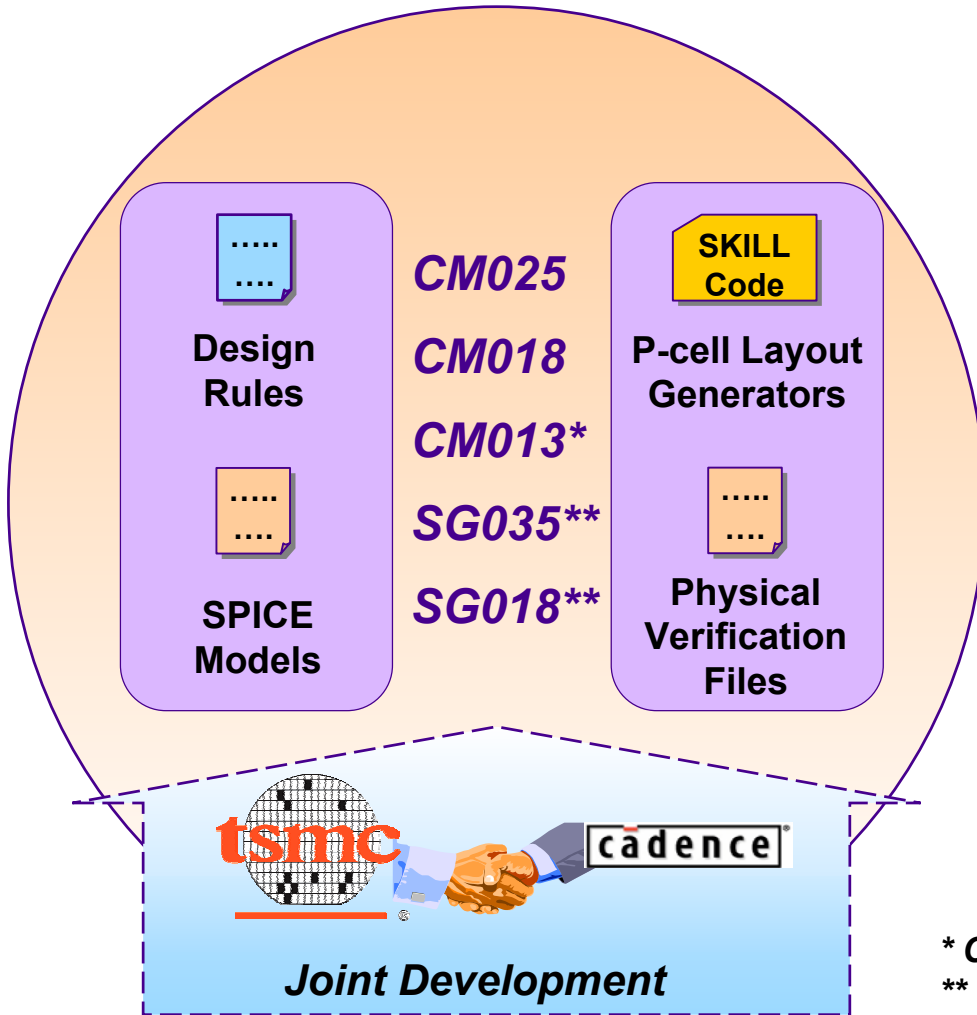 .....
....
Design
Rules
.....
....
SPICE
Models
CM025
CM018
CM013*
SG035**
SG018**
SKILL
Code
P-cell Layout
Generators
.....
....
Physical
Verification
Files
tsmc
®
cadence®
Joint Development
*
**